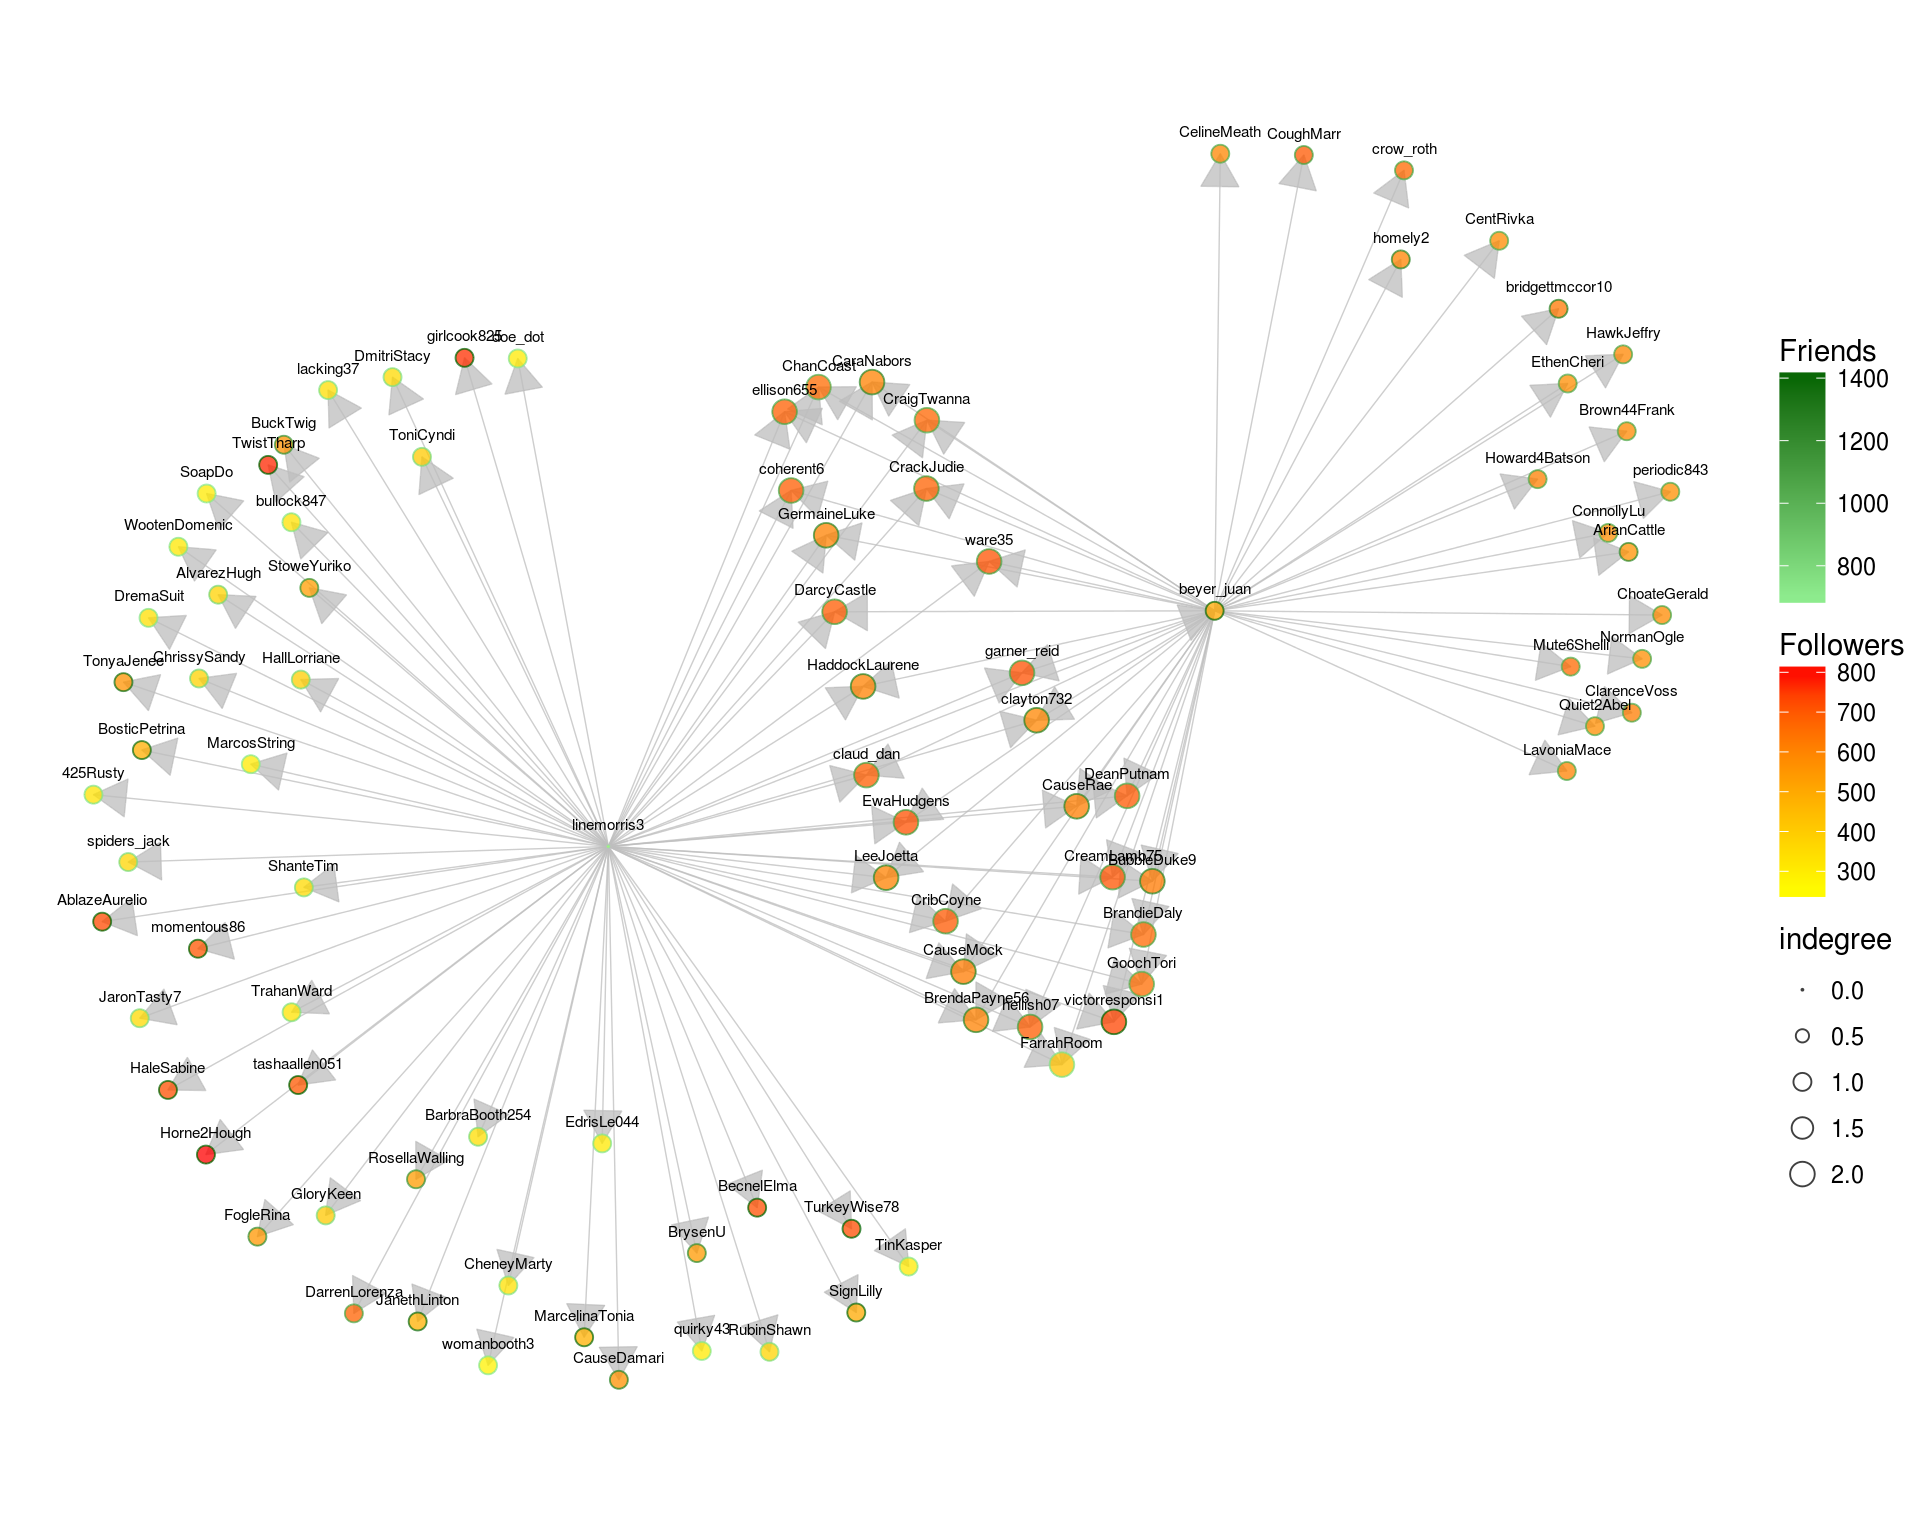 CelineMeath
CoughMarr
crow_roth
CentRivka
homely2
bridgettmccor10
HawkJeffry
EthenCheri
Brown44Frank
Howard4Batson
periodic843
ConnollyLu
ArianCattle
beyer_juan
ChoateGerald
NormanOgle
Mute6Shelli
ClarenceVoss
Quiet2Abel
LavoniaMace
girlcook825
doe_dot
DmitriStacy
lacking37
BuckTwig
TwistTharp
ToniCyndi
SoapDo
bullock847
WootenDomenic
StoweYuriko
AlvarezHugh
DremaSuit
TonyaJenee
ChrissySandy
HallLorriane
BosticPetrina
MarcosString
425Rusty
linemorris3
spiders_jack
ShanteTim
AblazeAurelio
momentous86
JaronTasty7
TrahanWard
HaleSabine
tashaallen051
Horne2Hough
BarbraBooth254
EdrisLe044
RosellaWalling
GloryKeen
FogleRina
BecnelElma
TurkeyWise78
BrysenU
TinKasper
CheneyMarty
DarrenLorenza
JanethLinton
SignLilly
MarcelinaTonia
quirky43
RubinShawn
womanbooth3
CauseDamari
ChanCoast
CaraNabors
ellison655
CraigTwanna
coherent6
CrackJudie
GermaineLuke
ware35
DarcyCastle
HaddockLaurene
garner_reid
clayton732
claud_dan
DeanPutnam
CauseRae
EwaHudgens
LeeJoetta
CreamLamb75
BubbleDuke9
CribCoyne
BrandieDaly
CauseMock
GoochTori
BrendaPayne56
hellish07
victorresponsi1
FarrahRoom
Friends
1400
1200
1000
800
Followers
800
700
600
500
400
300
indegree
0.0
0.5
1.0
1.5
2.0